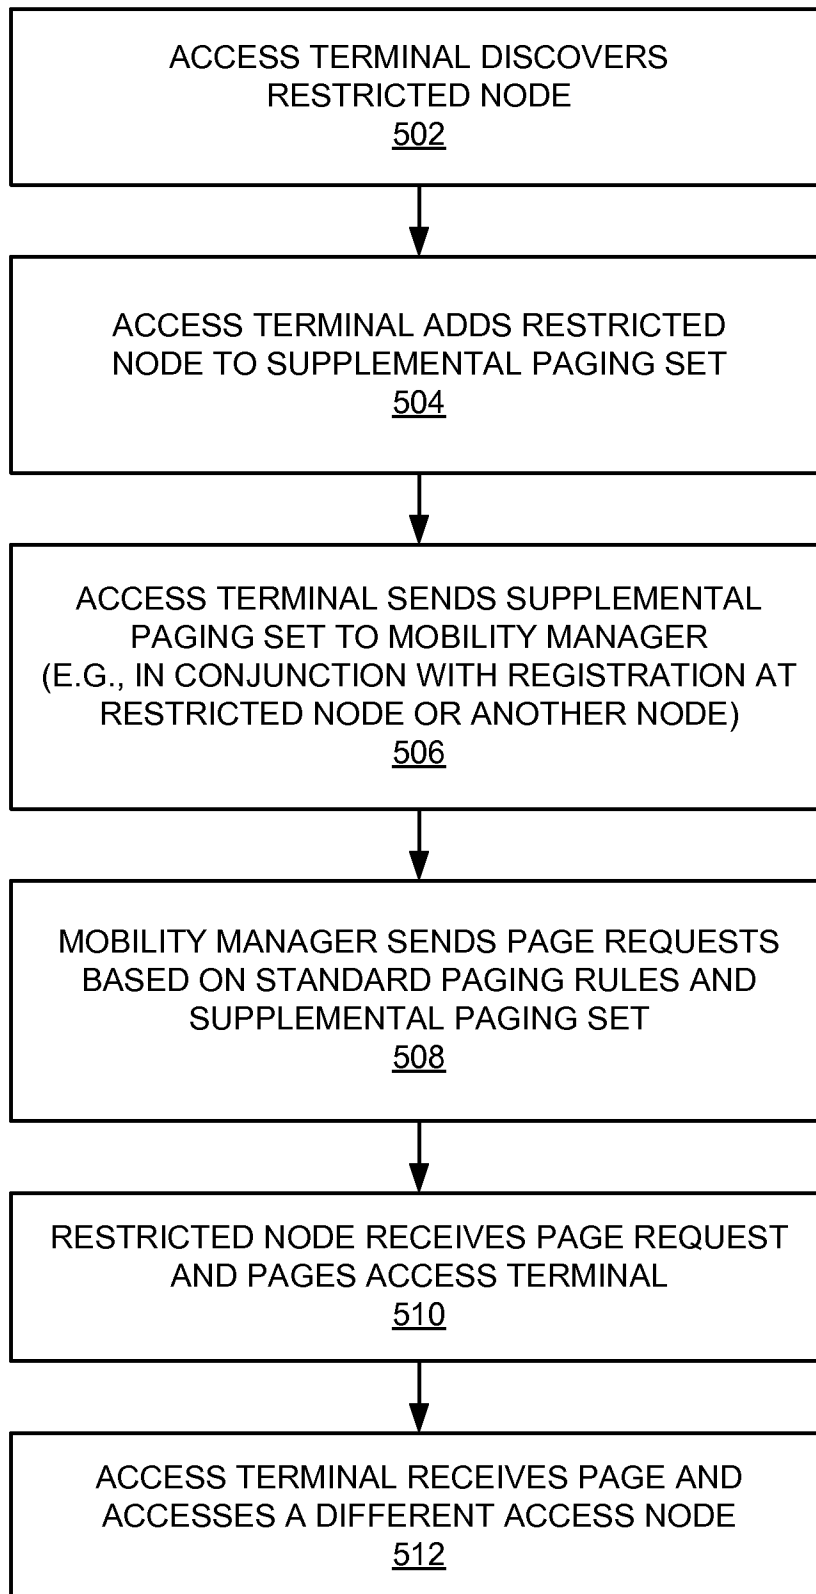 ACCESS TERMINAL DISCOVERS
RESTRICTED NODE
502
ACCESS TERMINAL ADDS RESTRICTED
NODE TO SUPPLEMENTAL PAGING SET
504
ACCESS TERMINAL SENDS SUPPLEMENTAL
PAGING SET TO MOBILITY MANAGER
(E.G., IN CONJUNCTION WITH REGISTRATION AT
RESTRICTED NODE OR ANOTHER NODE)
506
MOBILITY MANAGER SENDS PAGE REQUESTS
BASED ON STANDARD PAGING RULES AND
SUPPLEMENTAL PAGING SET
508
RESTRICTED NODE RECEIVES PAGE REQUEST
AND PAGES ACCESS TERMINAL
510
ACCESS TERMINAL RECEIVES PAGE AND
ACCESSES A DIFFERENT ACCESS NODE
512